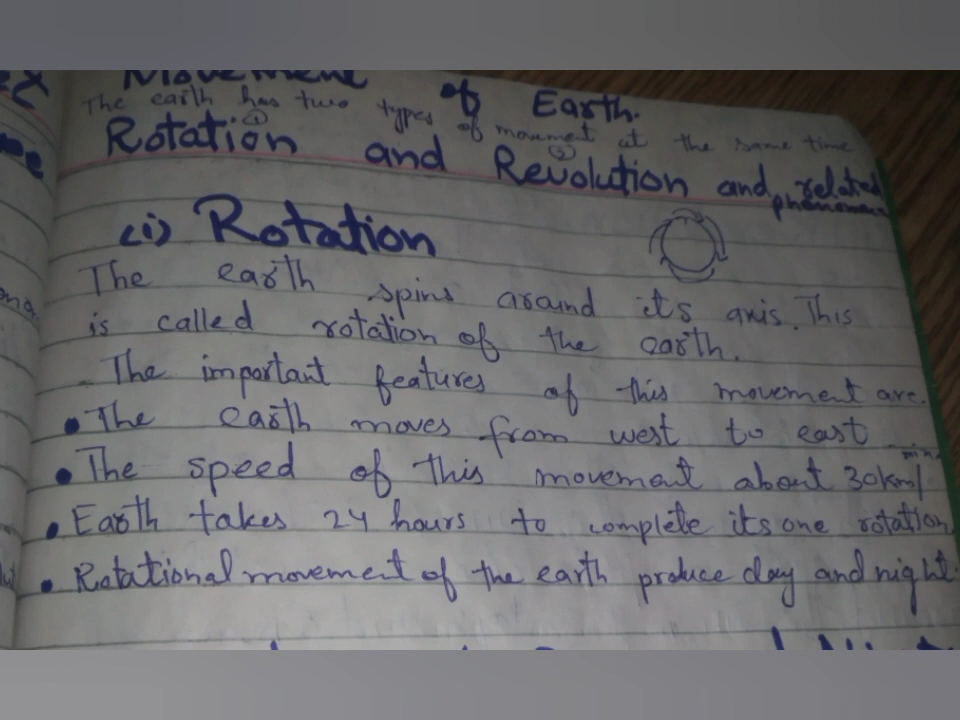 Movement of Earth.
The earth has two types of movement at the same time
Rotation ① and Revolution ② and related phenomena
(i) Rotation
The earth spins around its axis. This
is called rotation of the earth.
The important features of this movement are.
• The earth moves from west to east
• The speed of this movement about 30km/min
• Earth takes 24 hours to complete its one rotation
• Rotational movement of the earth produce day and night.